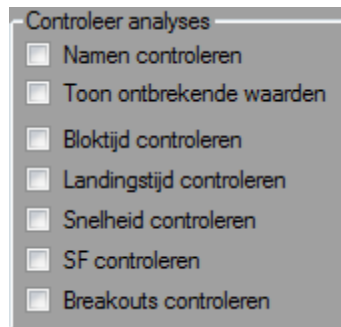 Controleer analyses
Namen controleren
Toon ontbrekende waarden
Bloktijd controleren
Landingstijd controleren
Snelheid controleren
SF controleren
Breakouts controleren